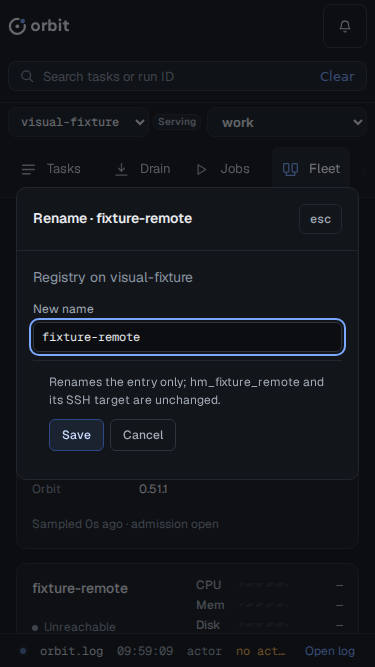 orbit
Search tasks or run ID Clear
visual-fixture Serving work
Tasks Drain Jobs Fleet
Rename · fixture-remote esc
Registry on visual-fixture
New name
fixture-remote
Renames the entry only; hm_fixture_remote and
its SSH target are unchanged.
Save Cancel
Orbit 0.51.1
Sampled 0s ago · admission open
fixture-remote CPU –
Mem –
Unreachable Disk –
orbit.log 09:59:09 actor no act… Open log